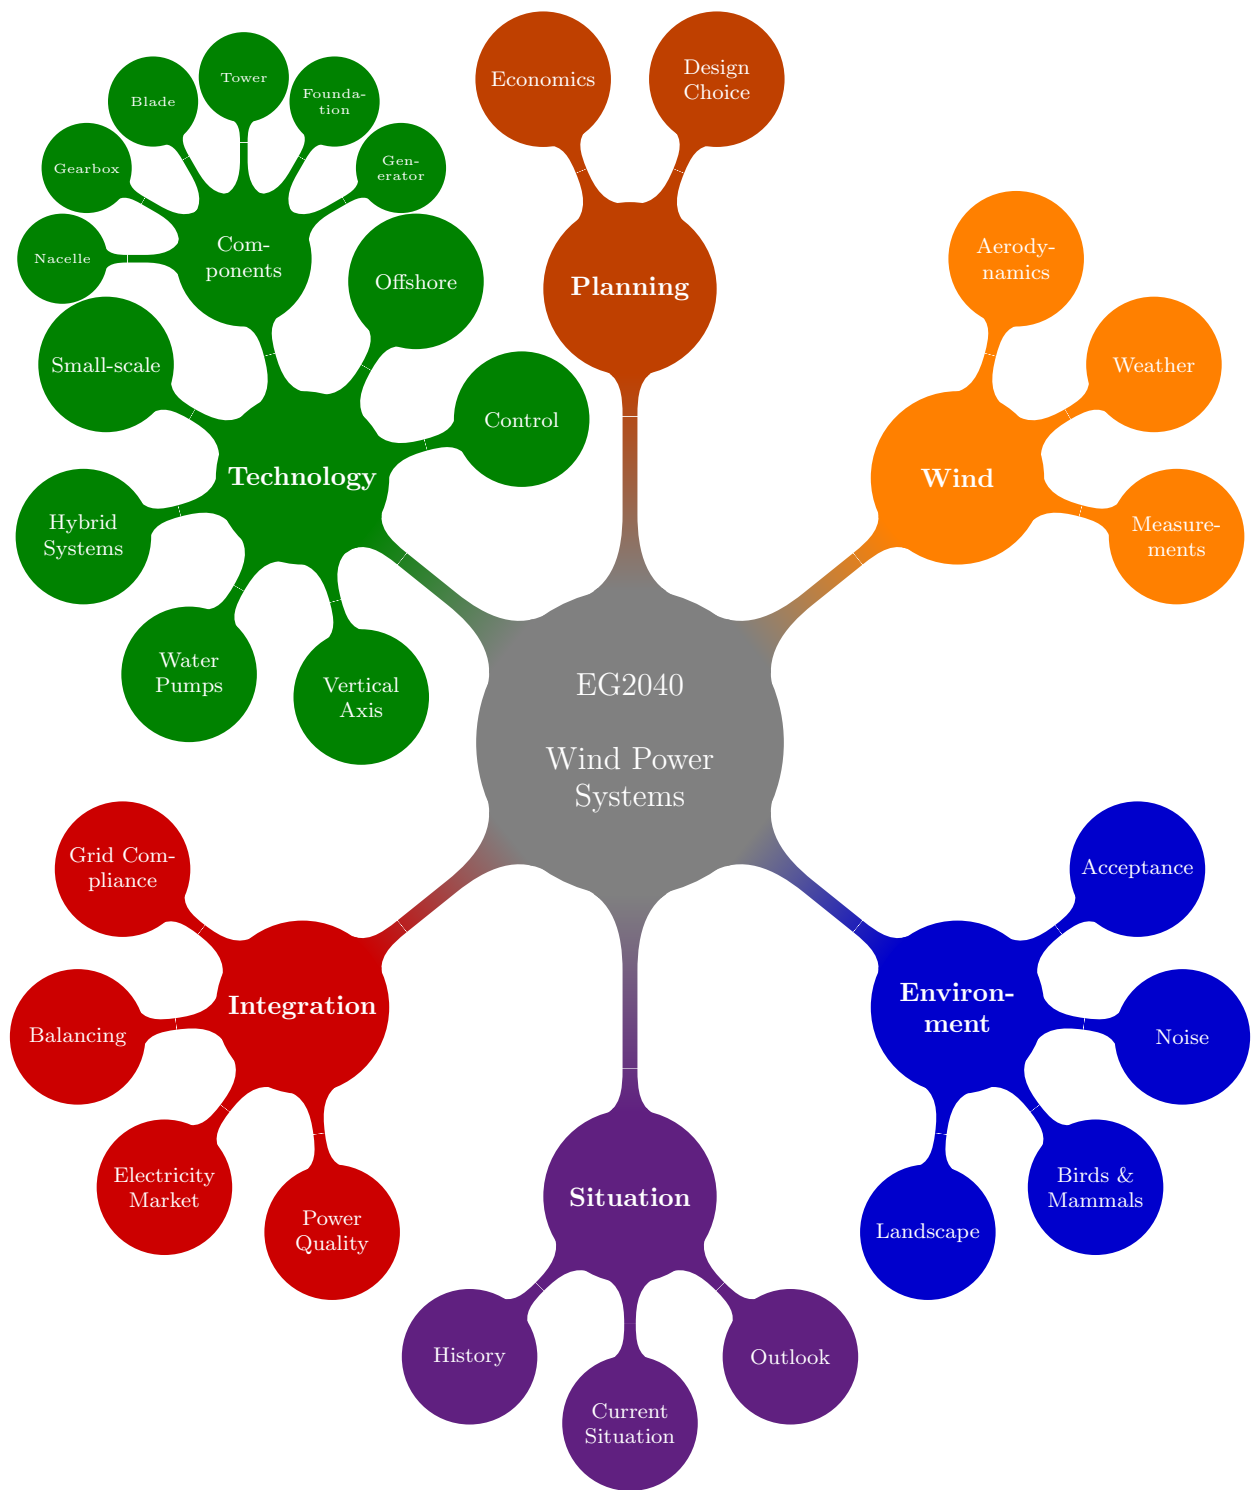 Economics
Design
Choice
Planning
Tower
Blade
Founda-
tion
Gearbox
Gen-
erator
Nacelle
Com-
ponents
Offshore
Small-scale
Control
Technology
Hybrid
Systems
Water
Pumps
Vertical
Axis
Aerody-
namics
Weather
Wind
Measure-
ments
EG2040
Wind Power
Systems
Grid Com-
pliance
Integration
Balancing
Electricity
Market
Power
Quality
Acceptance
Environ-
ment
Noise
Birds &
Mammals
Landscape
Situation
History
Current
Situation
Outlook